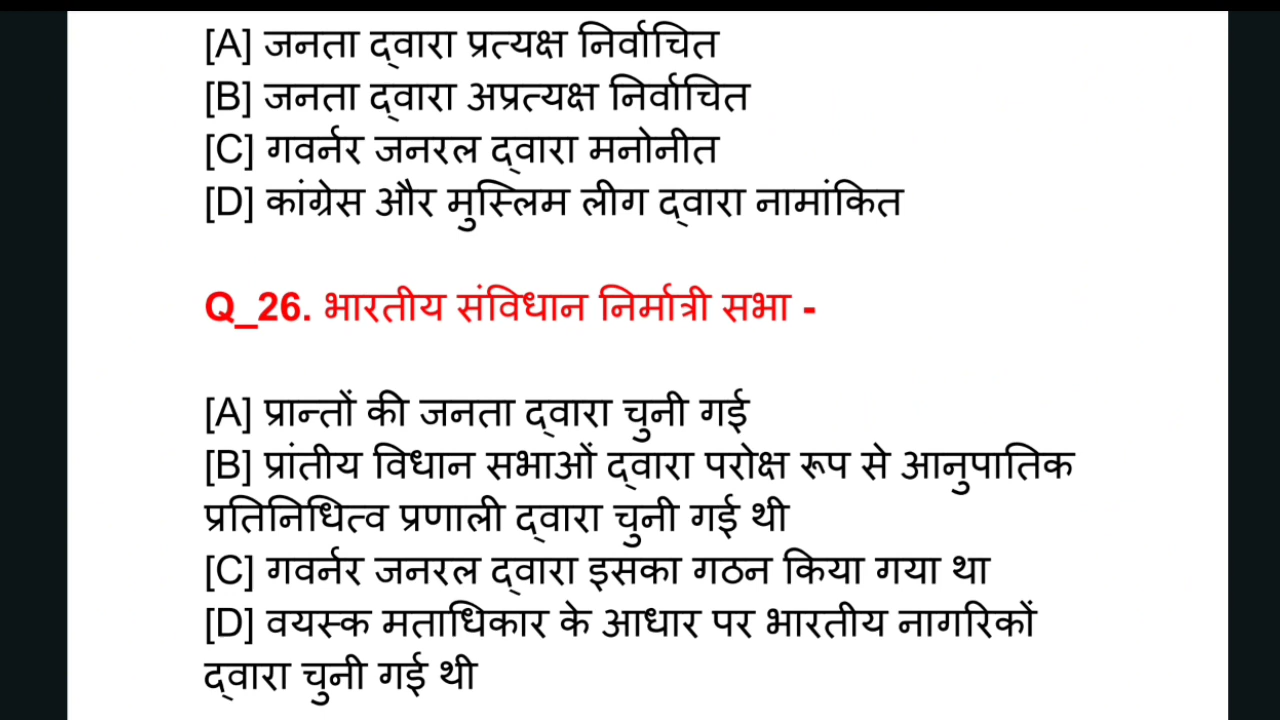 [A] जनता द्वारा प्रत्यक्ष निर्वाचित
[B] जनता द्वारा अप्रत्यक्ष निर्वाचित
[C] गवर्नर जनरल द्वारा मनोनीत
[D] कांग्रेस और मुस्लिम लीग द्वारा नामांकित
Q_26. भारतीय संविधान निर्मात्री सभा -
[A] प्रान्तों की जनता द्वारा चुनी गई
[B] प्रांतीय विधान सभाओं द्वारा परोक्ष रूप से आनुपातिक
प्रतिनिधित्व प्रणाली द्वारा चुनी गई थी
[C] गवर्नर जनरल द्वारा इसका गठन किया गया था
[D] वयस्क मताधिकार के आधार पर भारतीय नागरिकों
द्वारा चुनी गई थी